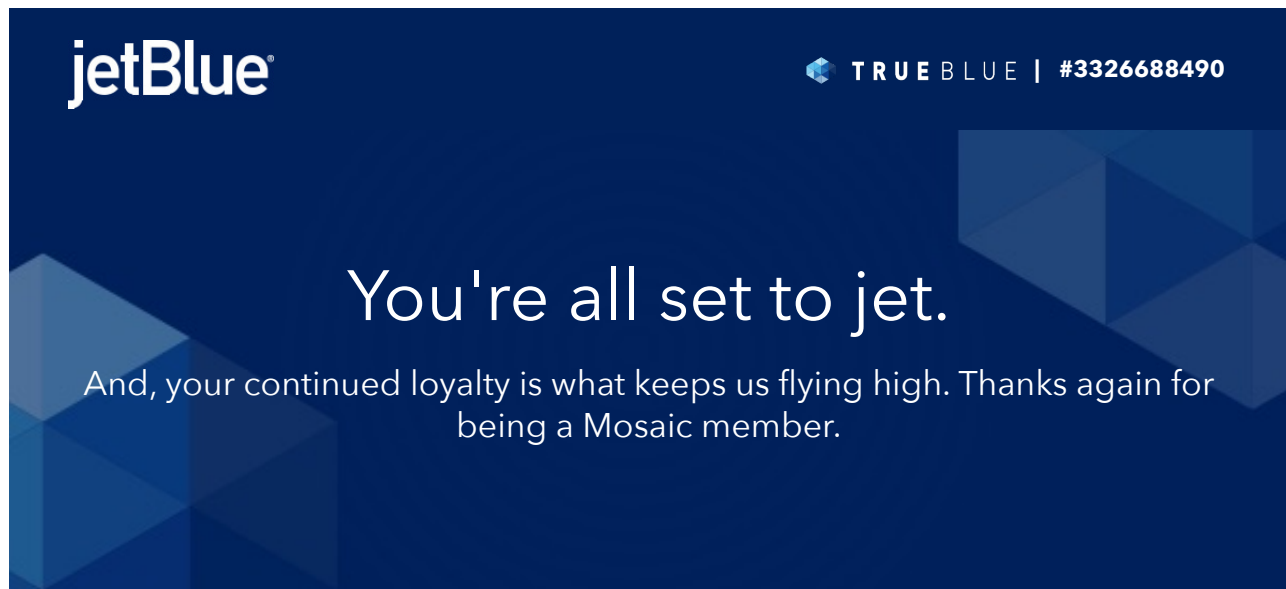 jetBlue®
TRUEBLUE | #3326688490
You're all set to jet.
And, your continued loyalty is what keeps us flying high. Thanks again for
being a Mosaic member.